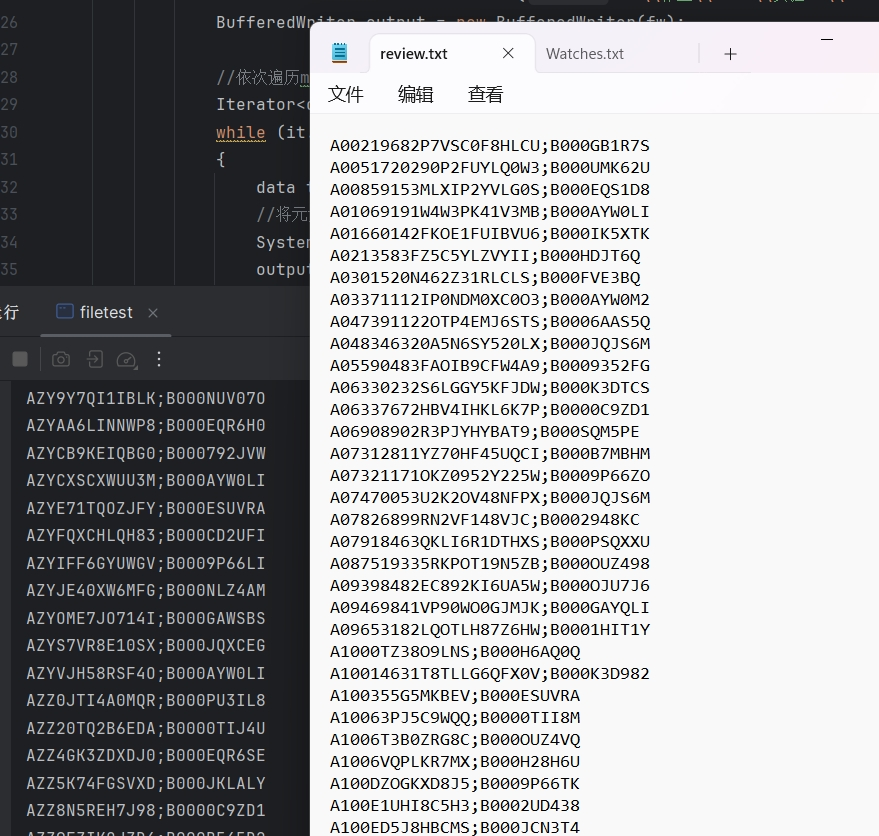 26 BufferedWriter output = new BufferedWriter(fw);
27
28 //依次遍历m
29 Iterator<
30 while (it
31 {
32 data
33 //将元
34 System
35 output
行
filetest
AZY9Y7QI1IBLK;B000NUV07O
AZYAA6LINNWP8;B000EQR6H0
AZYCB9KEIQBG0;B000792JVW
AZYCXSCXWUU3M;B000AYW0LI
AZYE71TQOZJFY;B000ESUVRA
AZYFQXCHLQH83;B000CD2UFI
AZYIFF6GYUWGV;B0009P66LI
AZYJE40XW6MFG;B000NLZ4AM
AZYOME7JO714I;B000GAWSBS
AZYS7VR8E10SX;B000JQXCEG
AZYVJH58RSF4O;B000AYW0LI
AZZ0JTI4A0MQR;B000PU3IL8
AZZ20TQ2B6EDA;B0000TIJ4U
AZZ4GK3ZDXDJ0;B000EQR6SE
AZZ5K74FGSVXD;B000JKLALY
AZZ8N5REH7J98;B0000C9ZD1
review.txt
Watches.txt
文件 编辑 查看
A00219682P7VSC0F8HLCU;B000GB1R7S
A0051720290P2FUYLQ0W3;B000UMK62U
A00859153MLXIP2YVLG0S;B000EQS1D8
A01069191W4W3PK41V3MB;B000AYW0LI
A01660142FKOE1FUIBVU6;B000IK5XTK
A0213583FZ5C5YLZVYII;B000HDJT6Q
A0301520N462Z31RLCLS;B000FVE3BQ
A03371112IP0NDM0XC0O3;B000AYW0M2
A047391122OTP4EMJ6STS;B0006AAS5Q
A048346320A5N6SY520LX;B000JQJS6M
A05590483FAOIB9CFW4A9;B0009352FG
A06330232S6LGGY5KFJDW;B000K3DTCS
A06337672HBV4IHKL6K7P;B0000C9ZD1
A06908902R3PJYHYBAT9;B000SQM5PE
A07312811YZ70HF45UQCI;B000B7MBHM
A07321171OKZ0952Y225W;B0009P66ZO
A07470053U2K2OV48NFPX;B000JQJS6M
A07826899RN2VF148VJC;B0002948KC
A07918463QKLI6R1DTHXS;B000PSQXXU
A087519335RKPOT19N5ZB;B000OUZ498
A09398482EC892KI6UA5W;B000OJU7J6
A09469841VP90WO0GJMJK;B000GAYQLI
A09653182LQOTLH87Z6HW;B0001HIT1Y
A1000TZ38O9LNS;B000H6AQ0Q
A10014631T8TLLG6QFX0V;B000K3D982
A100355G5MKBEV;B000ESUVRA
A10063PJ5C9WQQ;B0000TII8M
A1006T3B0ZRG8C;B000OUZ4VQ
A1006VQPLKR7MX;B000H28H6U
A100DZOGKXD8J5;B0009P66TK
A100E1UHI8C5H3;B0002UD438
A100ED5J8HBCMS;B000JCN3T4